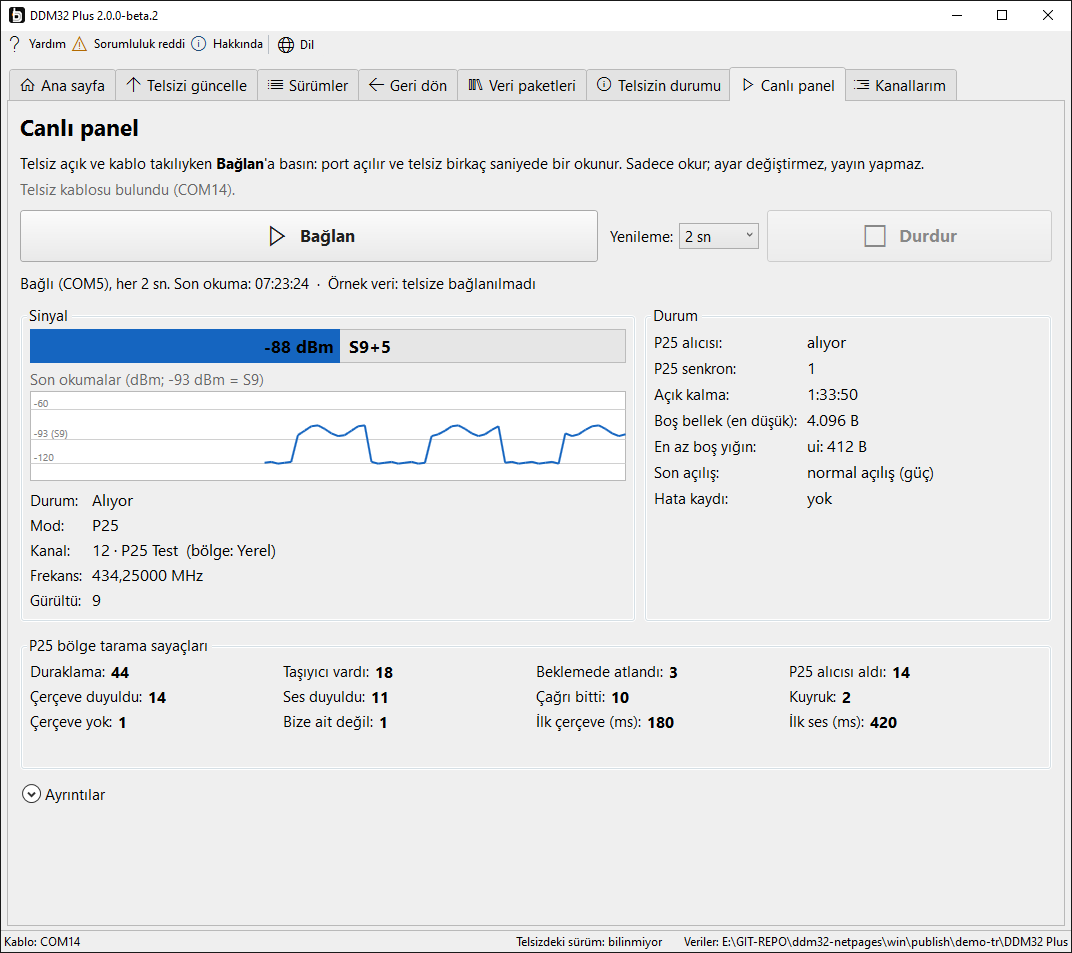 DDM32 Plus 2.0.0-beta.2
Yardım Sorumluluk reddi Hakkında Dil
Ana sayfa Telsizi güncelle Sürümler Geri dön Veri paketleri Telsizin durumu Canlı panel Kanallarım
Canlı panel
Telsiz açık ve kablo takılıyken Bağlan'a basın: port açılır ve telsiz birkaç saniyede bir okunur. Sadece okur; ayar değiştirmez, yayın yapmaz.
Telsiz kablosu bulundu (COM14).
Bağlan Yenileme: 2 sn Durdur
Bağlı (COM5), her 2 sn. Son okuma: 07:23:24 · Örnek veri: telsize bağlanılmadı
Sinyal
-88 dBm S9+5
Son okumalar (dBm; -93 dBm = S9)
-60
-93 (S9)
-120
Durum: Alıyor
Mod: P25
Kanal: 12 · P25 Test (bölge: Yerel)
Frekans: 434,25000 MHz
Gürültü: 9
Durum
P25 alıcısı: alıyor
P25 senkron: 1
Açık kalma: 1:33:50
Boş bellek (en düşük): 4.096 B
En az boş yığın: ui: 412 B
Son açılış: normal açılış (güç)
Hata kaydı: yok
P25 bölge tarama sayaçları
Duraklama: 44 Taşıyıcı vardı: 18 Beklemede atlandı: 3 P25 alıcısı aldı: 14
Çerçeve duyuldu: 14 Ses duyuldu: 11 Çağrı bitti: 10 Kuyruk: 2
Çerçeve yok: 1 Bize ait değil: 1 İlk çerçeve (ms): 180 İlk ses (ms): 420
Ayrıntılar
Kablo: COM14 Telsizdeki sürüm: bilinmiyor Veriler: E:\GIT-REPO\ddm32-netpages\win\publish\demo-tr\DDM32 Plus